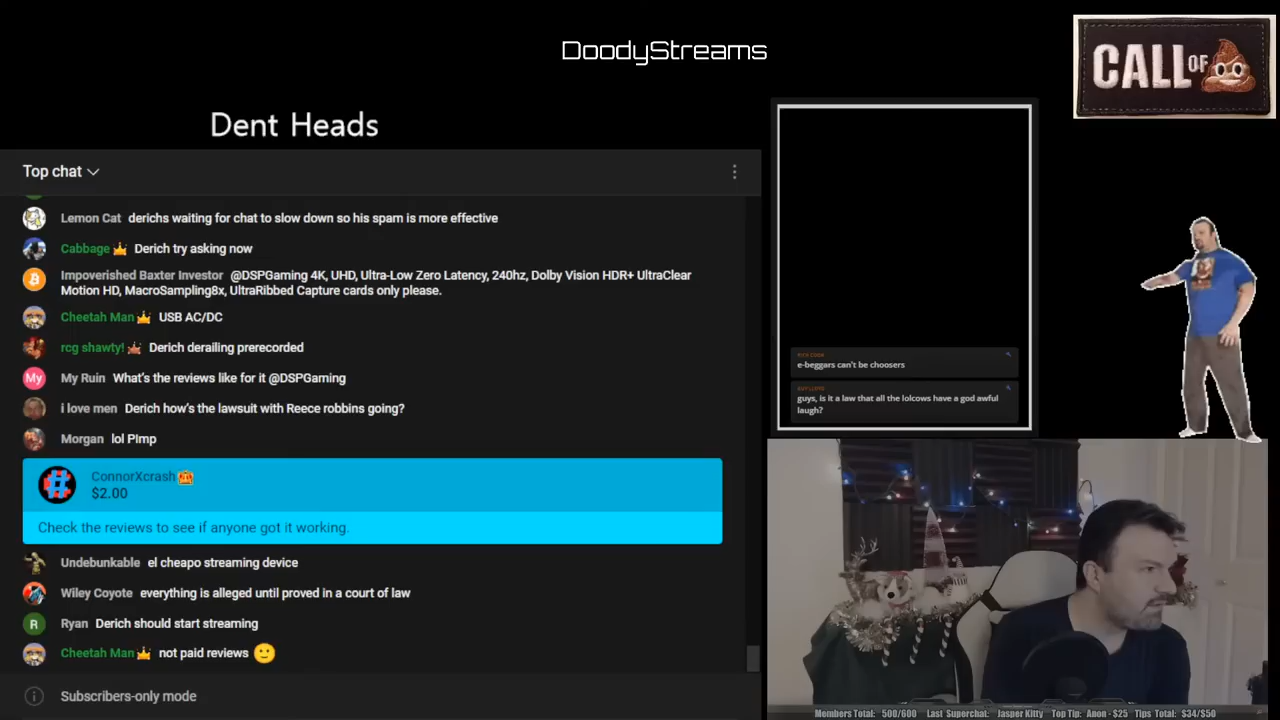 DoodyStreams
CALL OF
Dent Heads
Top chat
Lemon Cat derichs waiting for chat to slow down so his spam is more effective
Cabbage Derich try asking now
Impoverished Baxter Investor @DSPGaming 4K, UHD, Ultra-Low Zero Latency, 240hz, Dolby Vision HDR+ UltraClear
Motion HD, MacroSampling8x, UltraRibbed Capture cards only please.
Cheetah Man USB AC/DC
rcg shawty! Derich derailing prerecorded
My My Ruin What's the reviews like for it @DSPGaming
i love men Derich how's the lawsuit with Reece robbins going?
Morgan lol PImp
ConnorXcrash
$2.00
Check the reviews to see if anyone got it working.
Undebunkable el cheapo streaming device
Wiley Coyote everything is alleged until proved in a court of law
R Ryan Derich should start streaming
Cheetah Man not paid reviews
Subscribers-only mode
e-beggars can't be choosers
guys, is it a law that all the lolcows have a god awful
laugh?
Members Total: 500/600 Last Superchat: Jasper Kitty Top Tip: Anon - $25 Tips Total: $34/$50